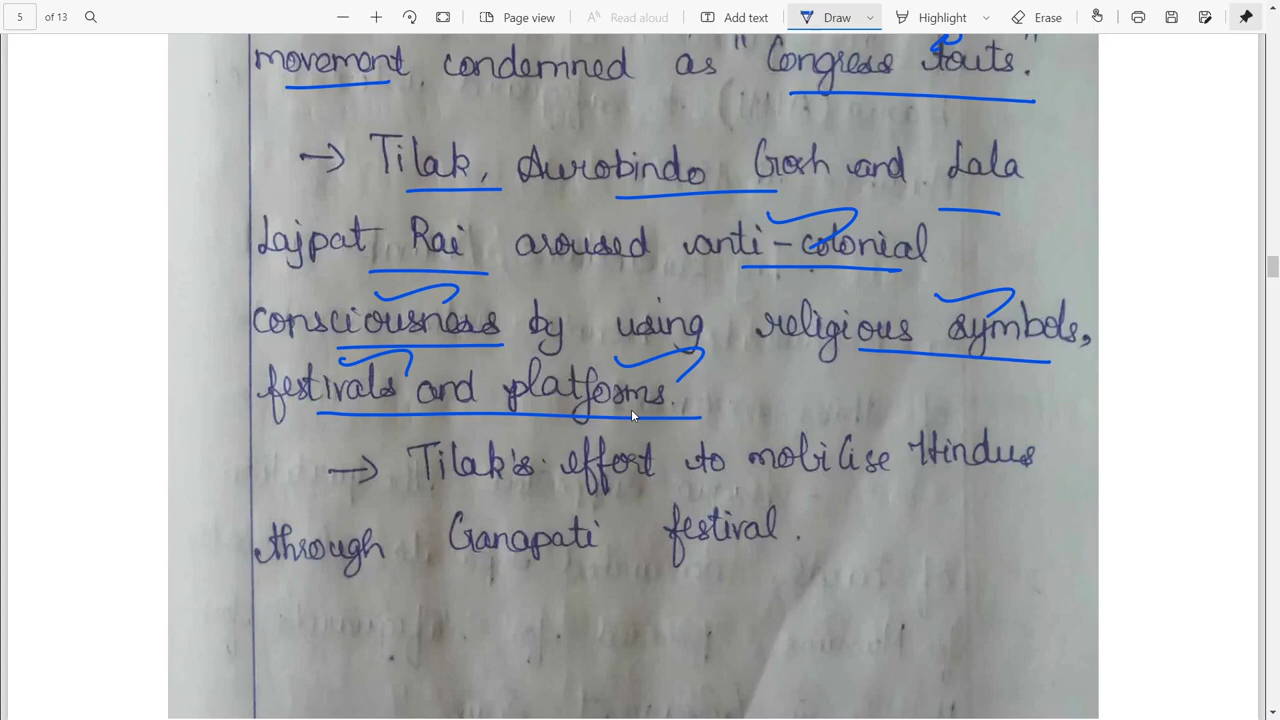 5 of 13 Page view Read aloud Add text Draw Highlight Erase
movement condemned as "Congress touts."
→ Tilak, Aurobindo Gosh and Lala
Lajpat Rai aroused anti-colonial
consciousness by using religious symbols,
festivals and platforms.
→ Tilak's effort to mobilise Hindus
through Ganapati festival.